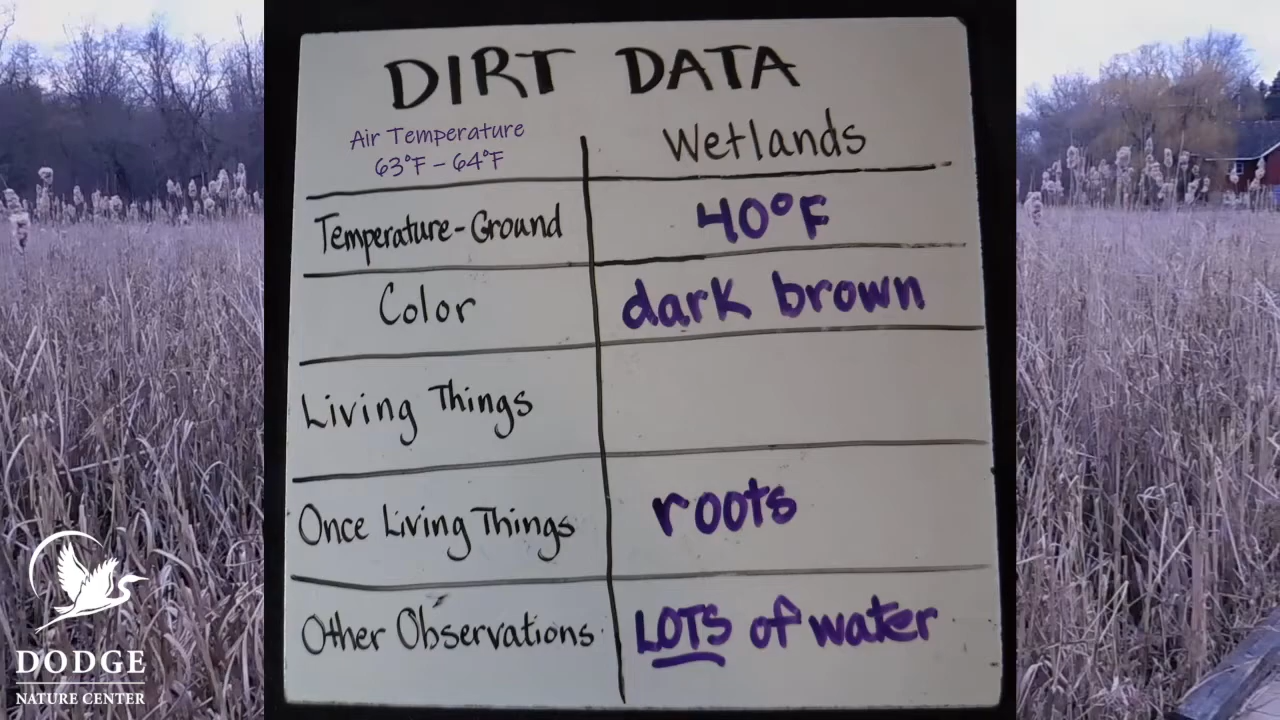 DIRT DATA
Air Temperature
63°F - 64°F
Wetlands
Temperature-Ground
40°F
Color
dark brown
Living Things
Once Living Things
roots
Other Observations
LOTS of water
DODGE
NATURE CENTER